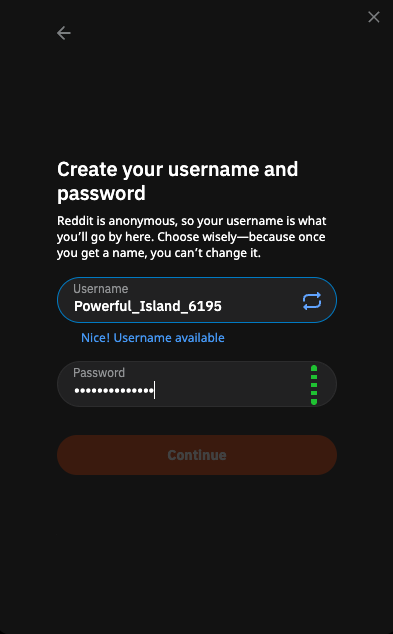 Create your username and
password
Reddit is anonymous, so your username is what
you’ll go by here. Choose wisely—because once
you get a name, you can’t change it.
Username
Powerful_Island_6195
Nice! Username available
Password
••••••••••••••
Continue